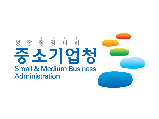 중소기업청
Small & Medium Business
Administration